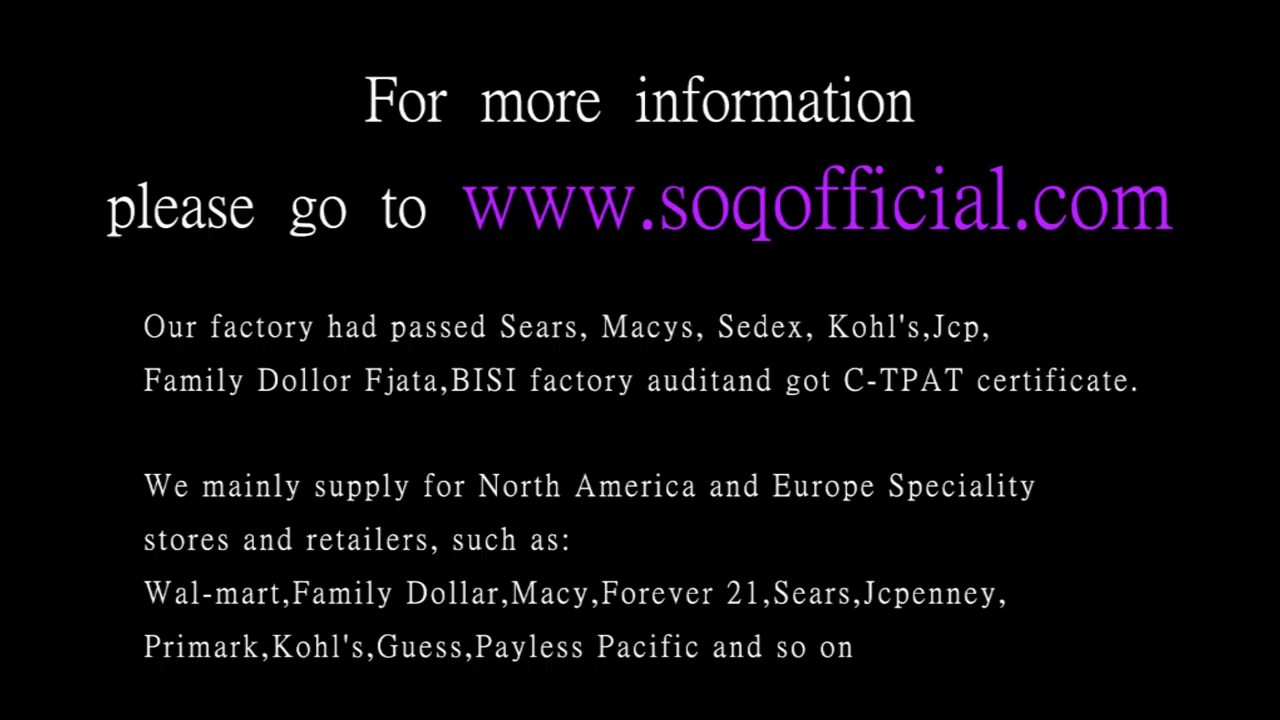 For more information
please go to www.soqofficial.com
Our factory had passed Sears, Macys, Sedex, Kohl's,Jcp,
Family Dollor Fjata,BISI factory auditand got C-TPAT certificate.
We mainly supply for North America and Europe Speciality
stores and retailers, such as:
Wal-mart,Family Dollar,Macy,Forever 21,Sears,Jcpenney,
Primark,Kohl's,Guess,Payless Pacific and so on